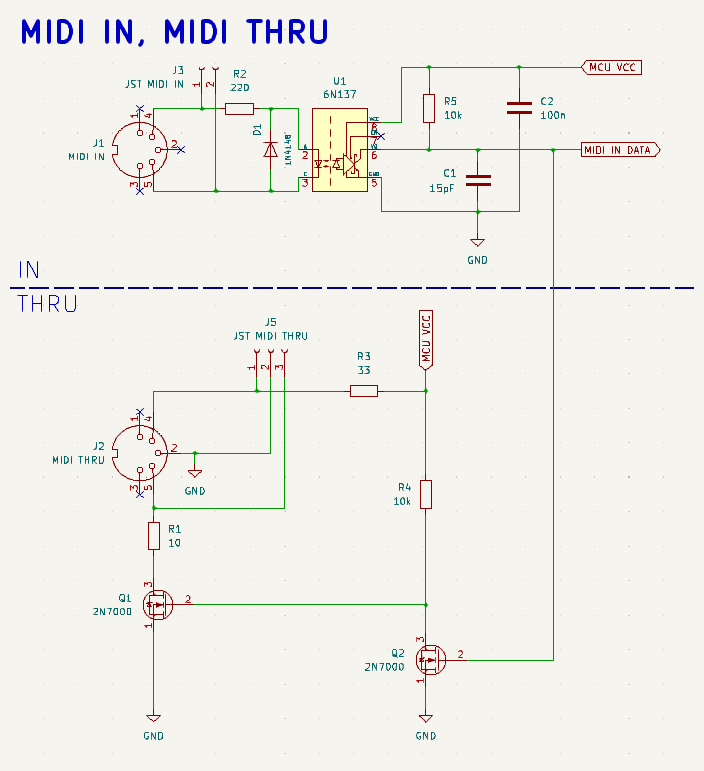 MIDI IN, MIDI THRU
J3
JST MIDI IN
1
2
R2
220
U1
6N137
MCU VCC
R5
10k
C2
100n
J1
MIDI IN
1
4
2
3
5
D1
1N4148
2
3
8
7
6
5
MIDI IN DATA
C1
15pF
GND
IN
THRU
J5
JST MIDI THRU
1
2
3
MCU VCC
R3
33
J2
MIDI THRU
1
4
2
3
5
GND
R4
10k
R1
10
Q1
2N7000
3
2
1
Q2
2N7000
3
2
1
GND
GND